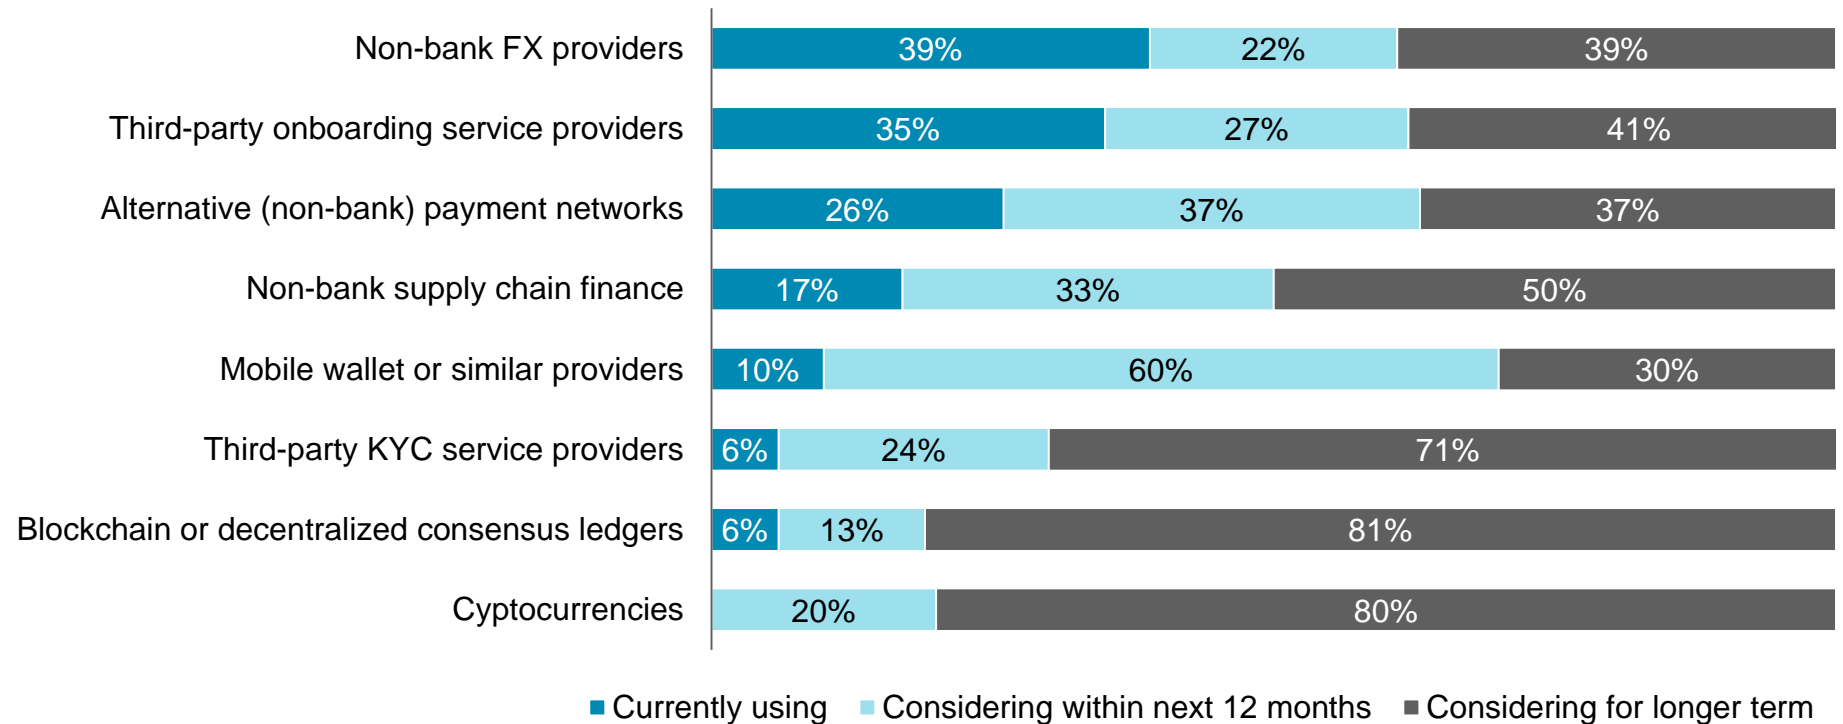 Non-bank FX providers 39% 22% 39%
Third-party onboarding service providers 35% 27% 41%
Alternative (non-bank) payment networks 26% 37% 37%
Non-bank supply chain finance 17% 33% 50%
Mobile wallet or similar providers 10% 60% 30%
Third-party KYC service providers 6% 24% 71%
Blockchain or decentralized consensus ledgers 6% 13% 81%
Cyptocurrencies 20% 80%
Currently using Considering within next 12 months Considering for longer term